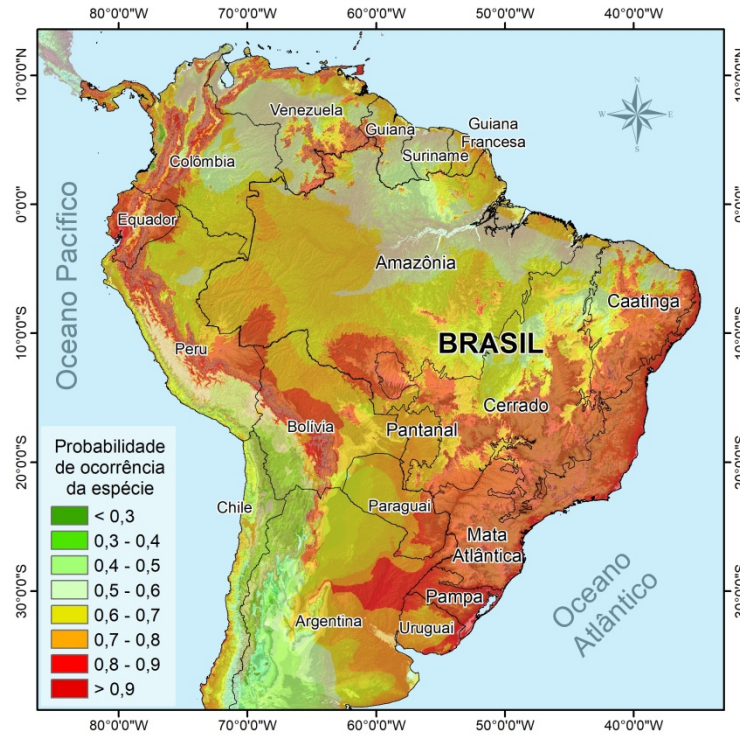 80°0'0"W 70°0'0"W 60°0'0"W 50°0'0"W 40°0'0"W
10°0'0"N
0°0'0"
10°0'0"S
20°0'0"S
30°0'0"S
10°0'0"N
0°0'0"
10°0'0"S
20°0'0"S
30°0'0"S
N
W E
S
Oceano Pacífico
Venezuela
Guiana
Suriname
Guiana
Francesa
Colômbia
Equador
Amazônia
Caatinga
BRASIL
Peru
Cerrado
Bolívia
Pantanal
Chile
Paraguai
Mata
Atlântica
Pampa
Argentina
Uruguai
Oceano
Atlântico
Probabilidade
de ocorrência
da espécie
< 0,3
0,3 - 0,4
0,4 - 0,5
0,5 - 0,6
0,6 - 0,7
0,7 - 0,8
0,8 - 0,9
> 0,9
80°0'0"W 70°0'0"W 60°0'0"W 50°0'0"W 40°0'0"W